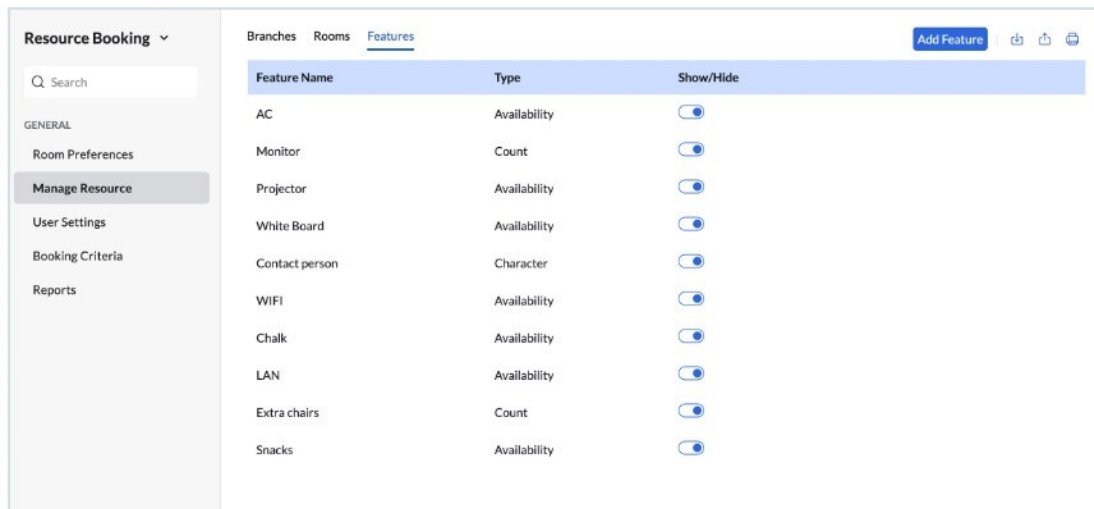 Resource Booking
Search
GENERAL
Room Preferences
Manage Resource
User Settings
Booking Criteria
Reports
Branches Rooms Features
Add Feature
Feature Name Type Show/Hide
AC Availability
Monitor Count
Projector Availability
White Board Availability
Contact person Character
WIFI Availability
Chalk Availability
LAN Availability
Extra chairs Count
Snacks Availability